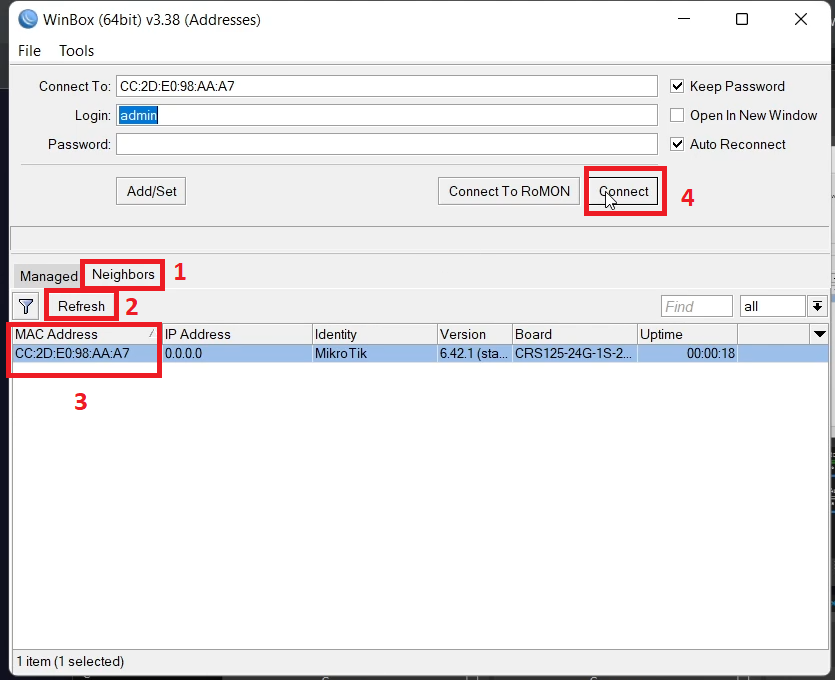 WinBox (64bit) v3.38 (Addresses)
File Tools
Connect To: CC:2D:E0:98:AA:A7
Keep Password
Login: admin
Open In New Window
Password:
Auto Reconnect
Add/Set
Connect To RoMON
Connect
4
Managed
Neighbors
1
Refresh
2
Find
all
MAC Address IP Address Identity Version Board Uptime
CC:2D:E0:98:AA:A7 0.0.0.0 MikroTik 6.42.1 (sta... CRS125-24G-1S-2... 00:00:18
3
1 item (1 selected)